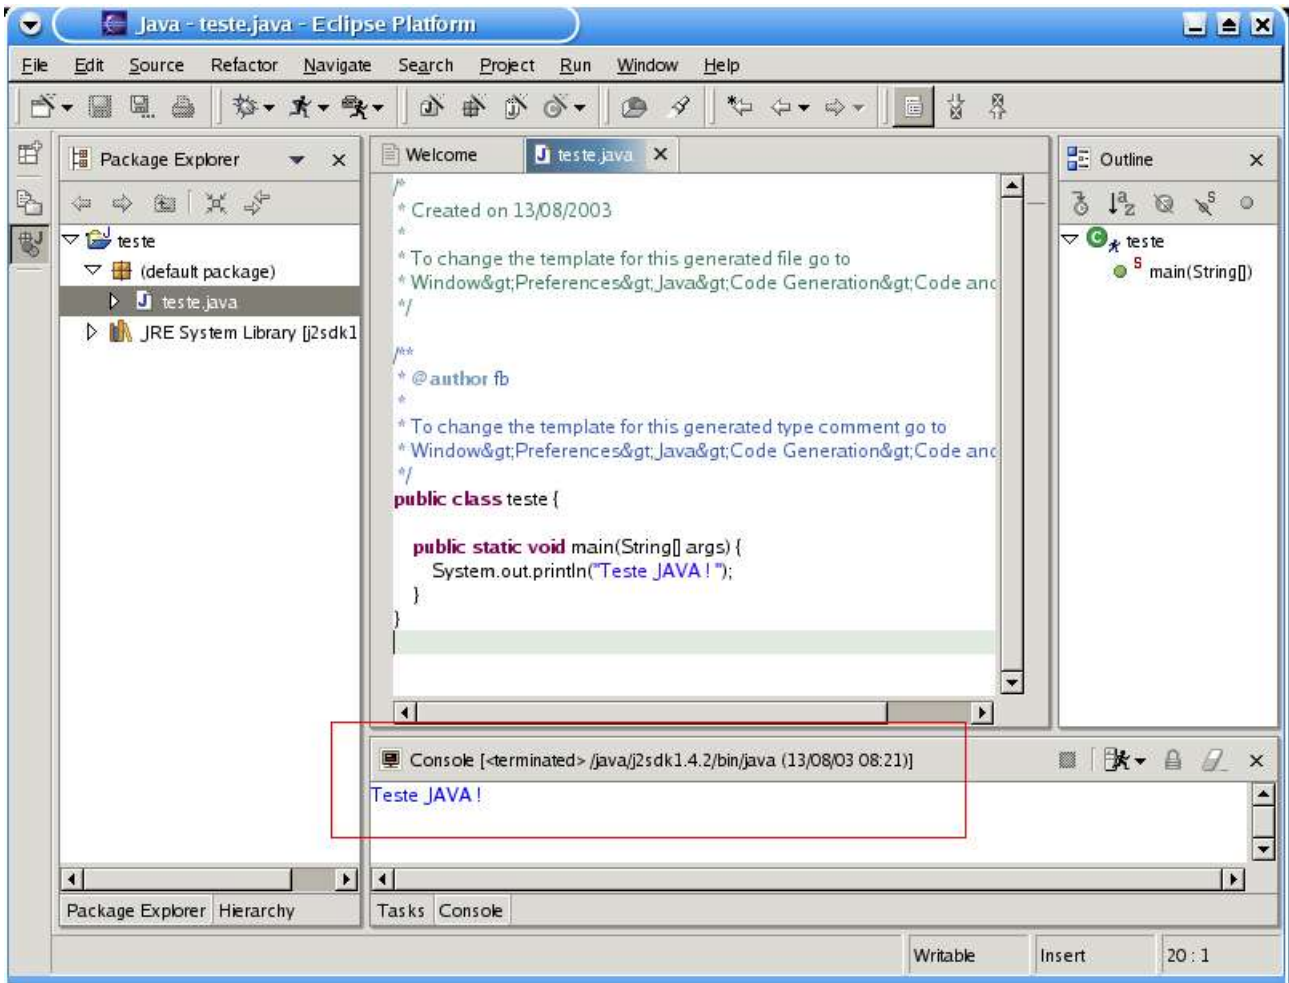 Java - teste.java - Eclipse Platform
File Edit Source Refactor Navigate Search Project Run Window Help
Package Explorer
teste
(default package)
teste.java
JRE System Library [j2sdk1
Package Explorer Hierarchy
Welcome teste.java
/*
* Created on 13/08/2003
*
* To change the template for this generated file go to
* Window&gt;Preferences&gt;Java&gt;Code Generation&gt;Code and
*/
/**
* @author fb
*
* To change the template for this generated type comment go to
* Window&gt;Preferences&gt;Java&gt;Code Generation&gt;Code and
*/
public class teste {
public static void main(String[] args) {
System.out.println("Teste JAVA ! ");
}
}
Outline
teste
main(String[])
Console [<terminated> /java/j2sdk1.4.2/bin/java (13/08/03 08:21)]
Teste JAVA !
Tasks Console
Writable Insert 20 : 1